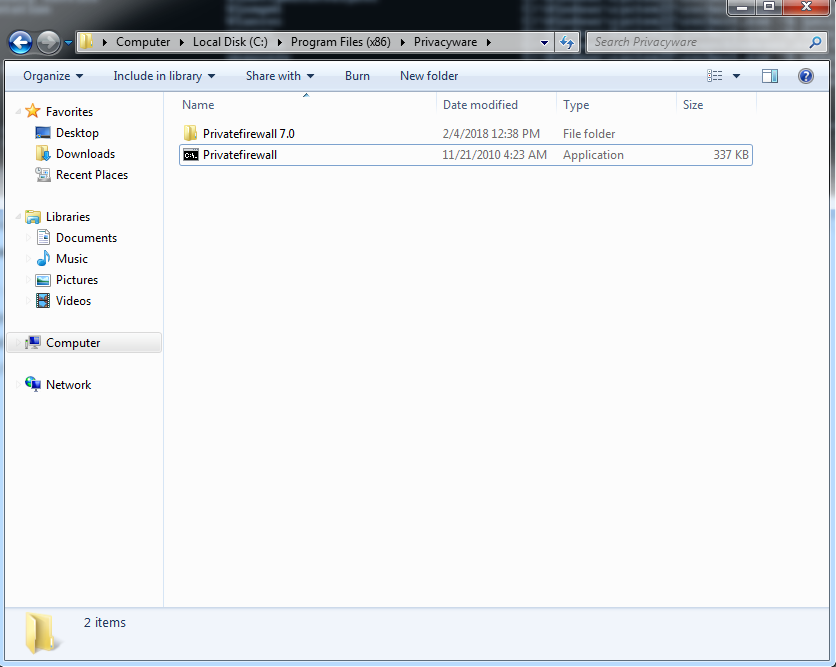 Computer Local Disk (C:) Program Files (x86) Privacyware Search Privacyware
Organize Include in library Share with Burn New folder
Favorites
Desktop
Downloads
Recent Places
Libraries
Documents
Music
Pictures
Videos
Computer
Network
Name Date modified Type Size
Privatefirewall 7.0 2/4/2018 12:38 PM File folder
C:\. Privatefirewall 11/21/2010 4:23 AM Application 337 KB
2 items